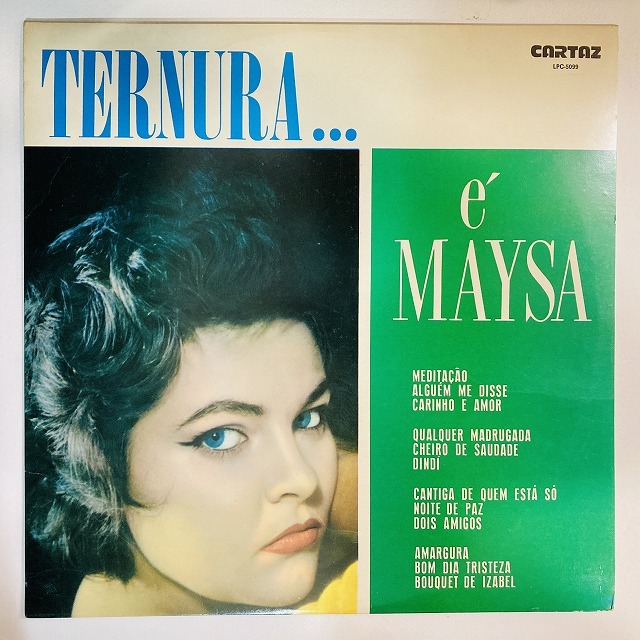 TERNURA...
CARTAZ
LPC-5099
é
MAYSA
MEDITAÇÃO
ALGUÉM ME DISSE
CARINHO E AMOR
QUALQUER MADRUGADA
CHEIRO DE SAUDADE
DINDI
CANTIGA DE QUEM ESTÁ SÓ
NOITE DE PAZ
DOIS AMIGOS
AMARGURA
BOM DIA TRISTEZA
BOUQUET DE IZABEL